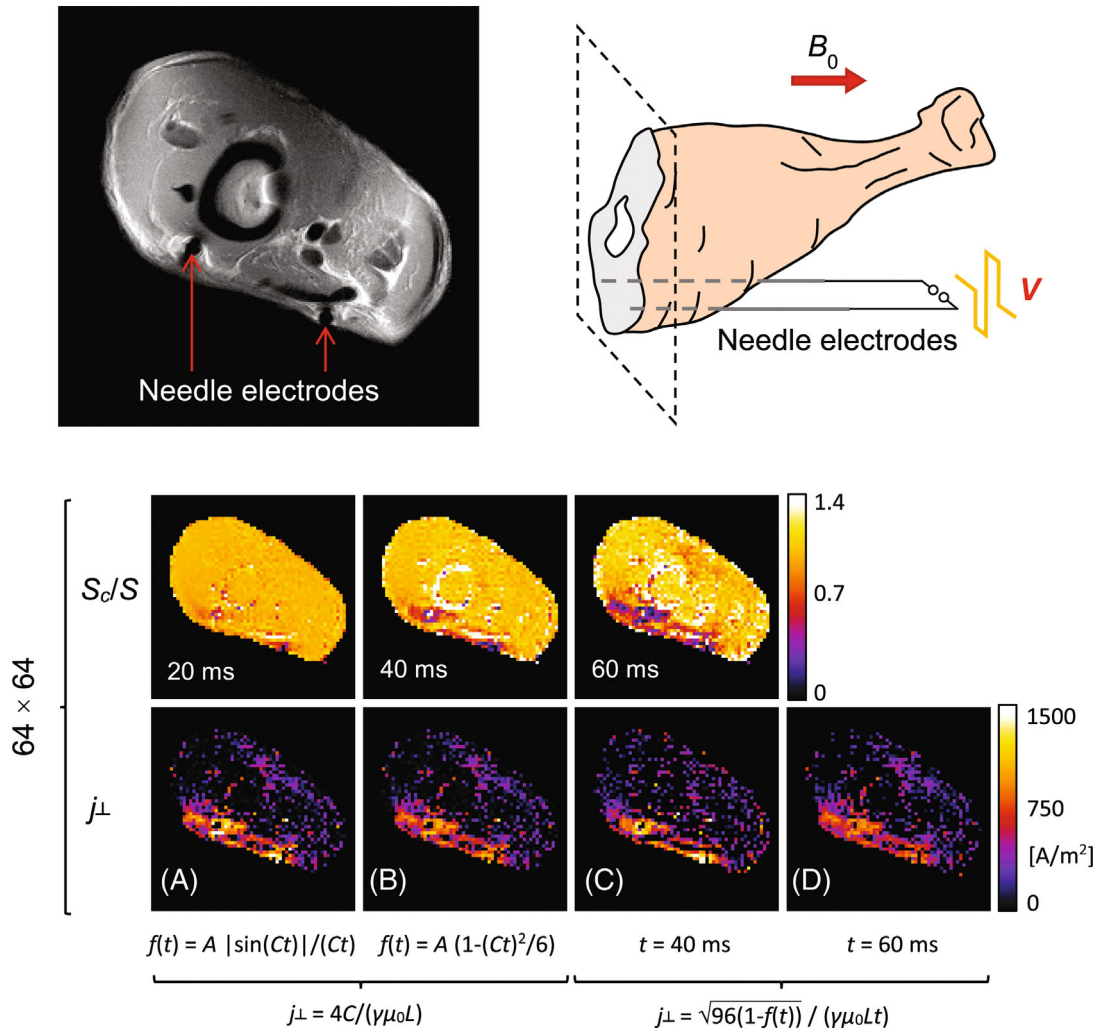 B₀
Needle electrodes
V
Needle electrodes
64 × 64
S꜀/S
20 ms
40 ms
60 ms
1.4
0.7
0
j⊥
(A)
(B)
(C)
(D)
1500
750
[A/m²]
0
f(t) = A |sin(Ct)|/(Ct)
f(t) = A (1-(Ct)²/6)
t = 40 ms
t = 60 ms
j⊥ = 4C/(γμ₀L)
j⊥ = √96(1-f(t)) / (γμ₀Lt)